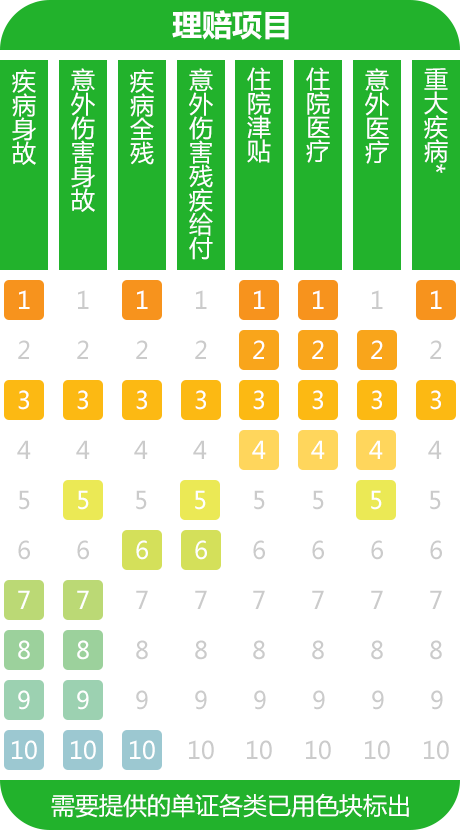 理赔项目
疾病身故
意外伤害身故
疾病全残
意外伤害残疾给付
住院津贴
住院医疗
意外医疗
重大疾病*
1 1 1 1 1 1 1 1
2 2 2 2 2 2 2 2
3 3 3 3 3 3 3 3
4 4 4 4 4 4 4 4
5 5 5 5 5 5 5 5
6 6 6 6 6 6 6 6
7 7 7 7 7 7 7 7
8 8 8 8 8 8 8 8
9 9 9 9 9 9 9 9
10 10 10 10 10 10 10 10
需要提供的单证各类已用色块标出